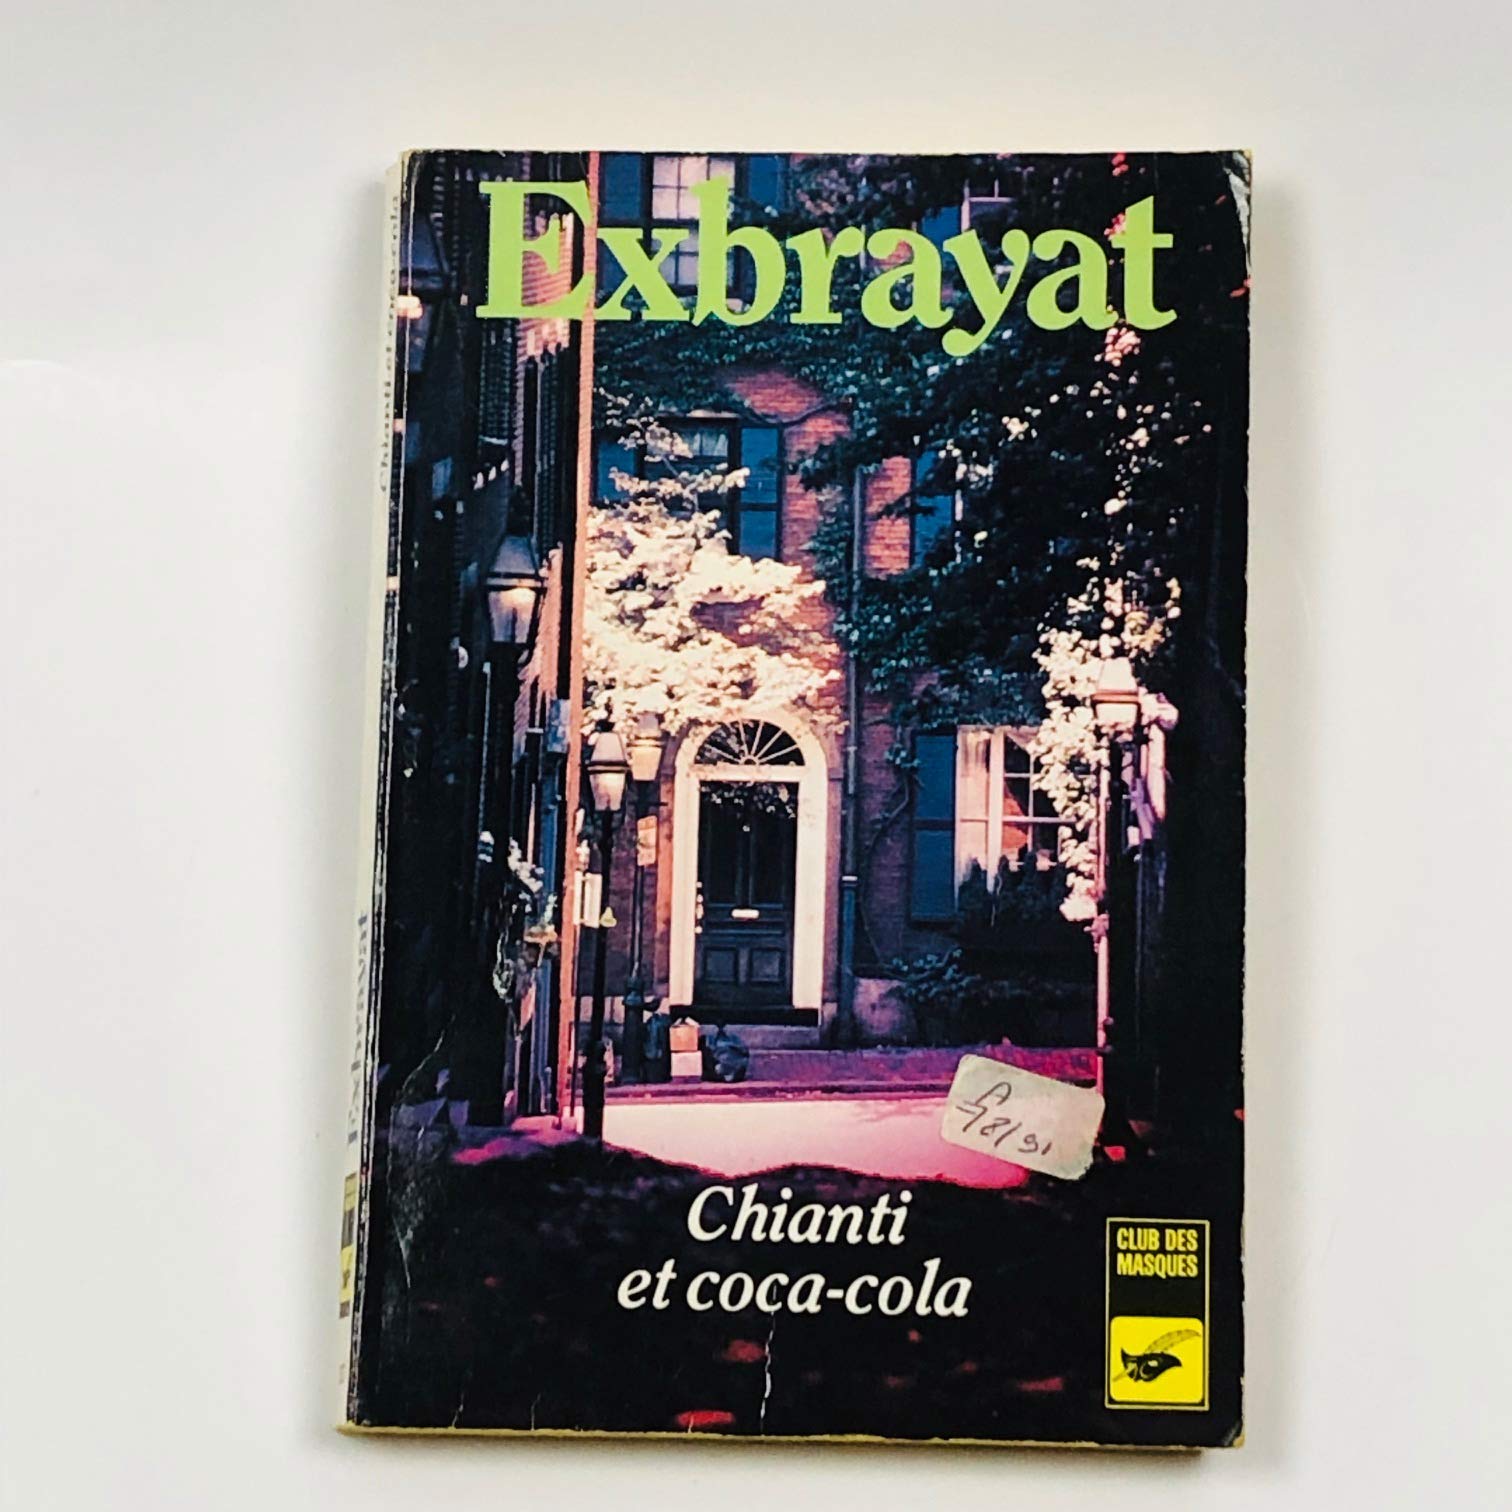 Exbrayat
Chianti
et coca-cola
CLUB DES
MASQUES
Chianti et coca-cola
Exbrayat